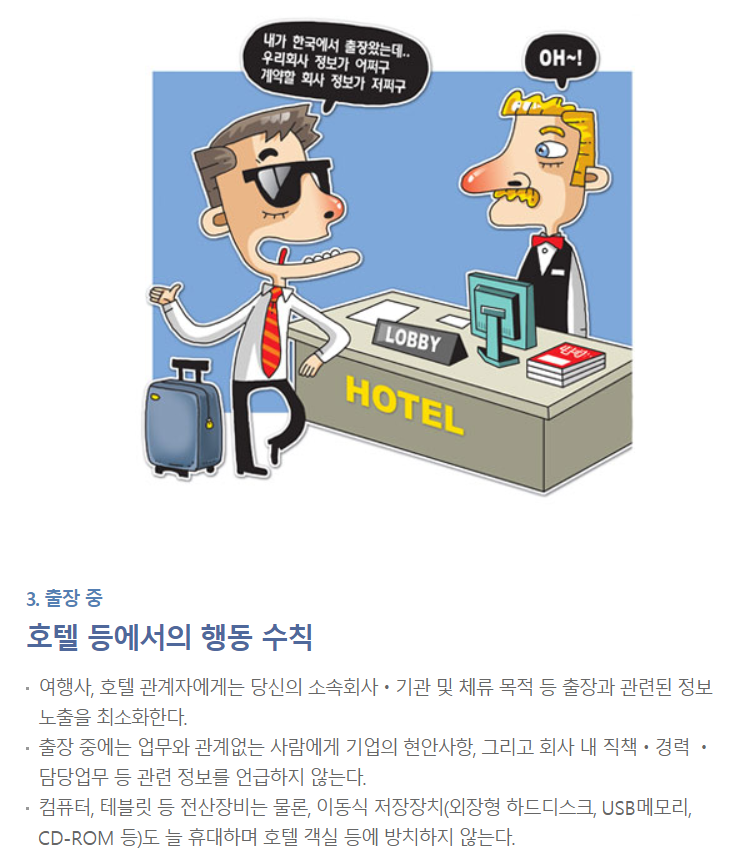 내가 한국에서 출장왔는데..
우리회사 정보가 어쩌구
계약할 회사 정보가 저쩌구
OH~!
LOBBY
HOTEL
3. 출장 중
호텔 등에서의 행동 수칙
· 여행사, 호텔 관계자에게는 당신의 소속회사 • 기관 및 체류 목적 등 출장과 관련된 정보
노출을 최소화한다.
· 출장 중에는 업무와 관계없는 사람에게 기업의 현안사항, 그리고 회사 내 직책 • 경력 •
담당업무 등 관련 정보를 언급하지 않는다.
· 컴퓨터, 테블릿 등 전산장비는 물론, 이동식 저장장치(외장형 하드디스크, USB메모리,
CD-ROM 등)도 늘 휴대하며 호텔 객실 등에 방치하지 않는다.